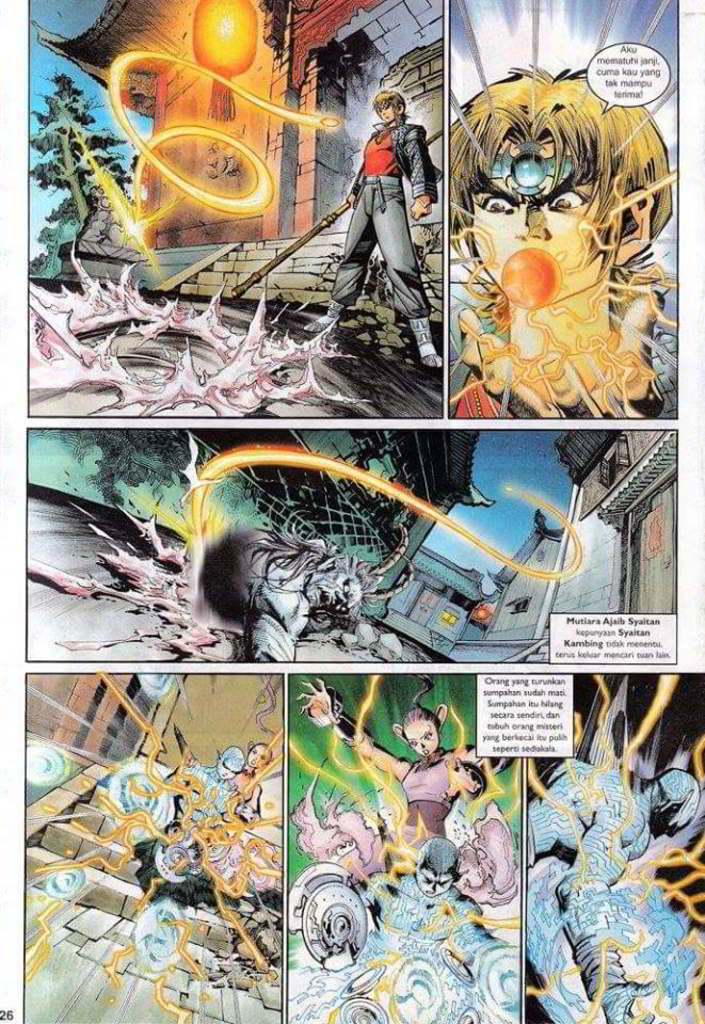 Aku
mematuhi janji,
cuma kau yang
tak mampu
terima!
Mutiara Ajaib Syaitan
kepunyaan Syaitan
Kambing tidak menentu,
terus keluar mencari tuan lain.
Orang yang turunkan
sumpahan sudah mati.
Sumpahan itu hilang
secara sendiri, dan
tubuh orang misteri
yang berkecai itu pulih
seperti sediakala.
26